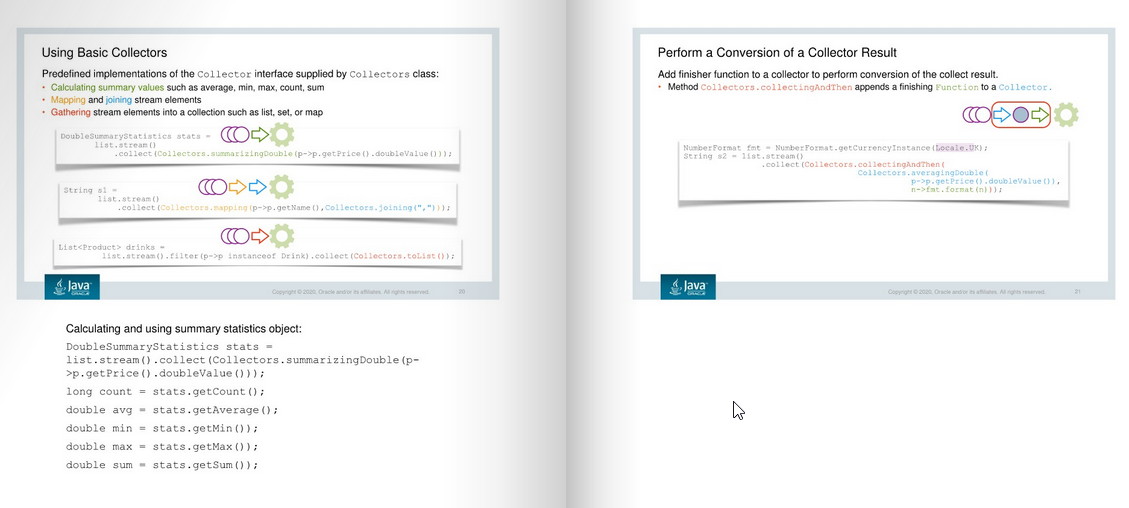 Using Basic Collectors
Predefined implementations of the Collector interface supplied by Collectors class:
• Calculating summary values such as average, min, max, count, sum
• Mapping and joining stream elements
• Gathering stream elements into a collection such as list, set, or map
DoubleSummaryStatistics stats =
list.stream()
.collect(Collectors.summarizingDouble(p->p.getPrice().doubleValue()));
String s1 =
list.stream()
.collect(Collectors.mapping(p->p.getName(),Collectors.joining(",")));
List<Product> drinks =
list.stream().filter(p->p instanceof Drink).collect(Collectors.toList());
Java
ORACLE
Copyright © 2020, Oracle and/or its affiliates. All rights reserved.
20
Calculating and using summary statistics object:
DoubleSummaryStatistics stats =
list.stream().collect(Collectors.summarizingDouble(p-
>p.getPrice().doubleValue()));
long count = stats.getCount();
double avg = stats.getAverage();
double min = stats.getMin());
double max = stats.getMax());
double sum = stats.getSum());
Perform a Conversion of a Collector Result
Add finisher function to a collector to perform conversion of the collect result.
• Method Collectors.collectingAndThen appends a finishing Function to a Collector.
NumberFormat fmt = NumberFormat.getCurrencyInstance(Locale.UK);
String s2 = list.stream()
.collect(Collectors.collectingAndThen(
Collectors.averagingDouble(
p->p.getPrice().doubleValue()),
n->fmt.format(n)));
Java
ORACLE
Copyright © 2020, Oracle and/or its affiliates. All rights reserved.
21